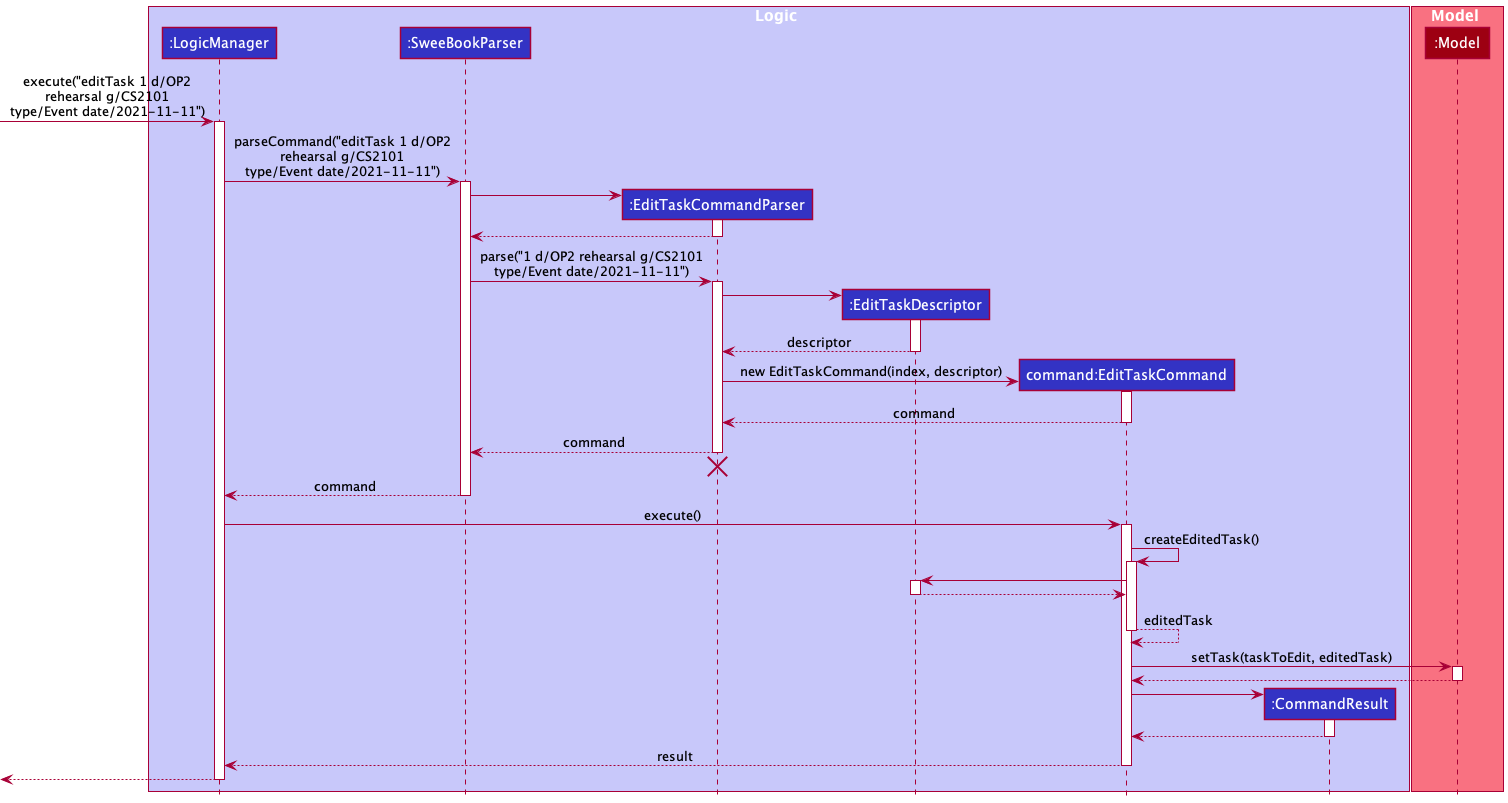 Logic
Model
:LogicManager
:SweeBookParser
:Model
execute("editTask 1 d/OP2
rehearsal g/CS2101
type/Event date/2021-11-11")
parseCommand("editTask 1 d/OP2
rehearsal g/CS2101
type/Event date/2021-11-11")
:EditTaskCommandParser
parse("1 d/OP2 rehearsal g/CS2101
type/Event date/2021-11-11")
:EditTaskDescriptor
descriptor
new EditTaskCommand(index, descriptor)
command:EditTaskCommand
command
command
command
execute()
createEditedTask()
editedTask
setTask(taskToEdit, editedTask)
:CommandResult
result